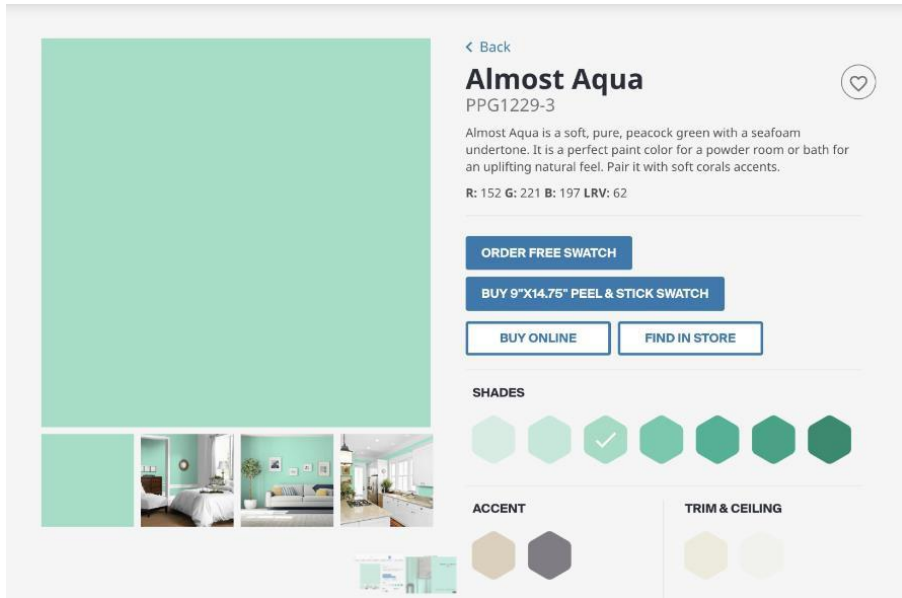 Back
Almost Aqua
PPG1229-3
Almost Aqua is a soft, pure, peacock green with a seafoam
undertone. It is a perfect paint color for a powder room or bath for
an uplifting natural feel. Pair it with soft corals accents.
R: 152 G: 221 B: 197 LRV: 62
ORDER FREE SWATCH
BUY 9"X14.75" PEEL & STICK SWATCH
BUY ONLINE
FIND IN STORE
SHADES
ACCENT
TRIM & CEILING